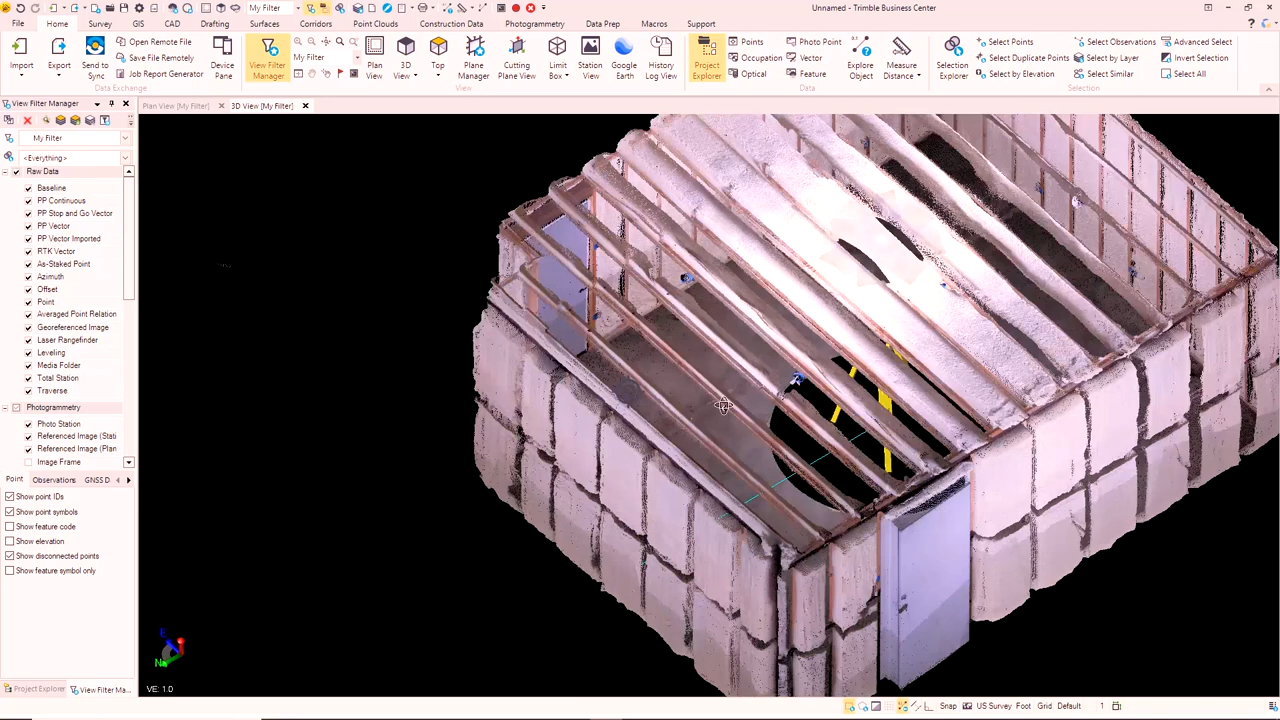 My Filter
Unnamed - Trimble Business Center
File Home Survey GIS CAD Drafting Surfaces Corridors Point Clouds Construction Data Photogrammetry Data Prep Macros Support
Import
Export
Send to Sync
Open Remote File
Save File Remotely
Job Report Generator
Device Pane
Data Exchange
View Filter Manager
My Filter
Plan View
3D View
Top
Plane Manager
Cutting Plane View
Limit Box
Station View
Google Earth
History Log View
View
Project Explorer
Points
Occupation
Optical
Photo Point
Vector
Feature
Explore Object
Measure Distance
Data
Selection Explorer
Select Points
Select Duplicate Points
Select by Elevation
Select Observations
Select by Layer
Select Similar
Advanced Select
Invert Selection
Select All
Selection
View Filter Manager
Plan View [My Filter]
3D View [My Filter]
My Filter
<Everything>
Raw Data
Baseline
PP Continuous
PP Stop and Go Vector
PP Vector
PP Vector Imported
RTK Vector
As-Staked Point
Azimuth
Offset
Point
Averaged Point Relation
Georeferenced Image
Laser Rangefinder
Leveling
Media Folder
Total Station
Traverse
Photogrammetry
Photo Station
Referenced Image (Stati
Referenced Image (Plan
Image Frame
Point Observations GNSS D
Show point IDs
Show point symbols
Show feature code
Show elevation
Show disconnected points
Show feature symbol only
Project Explorer
View Filter Ma...
VE: 1.0
Snap US Survey Foot Grid Default 1